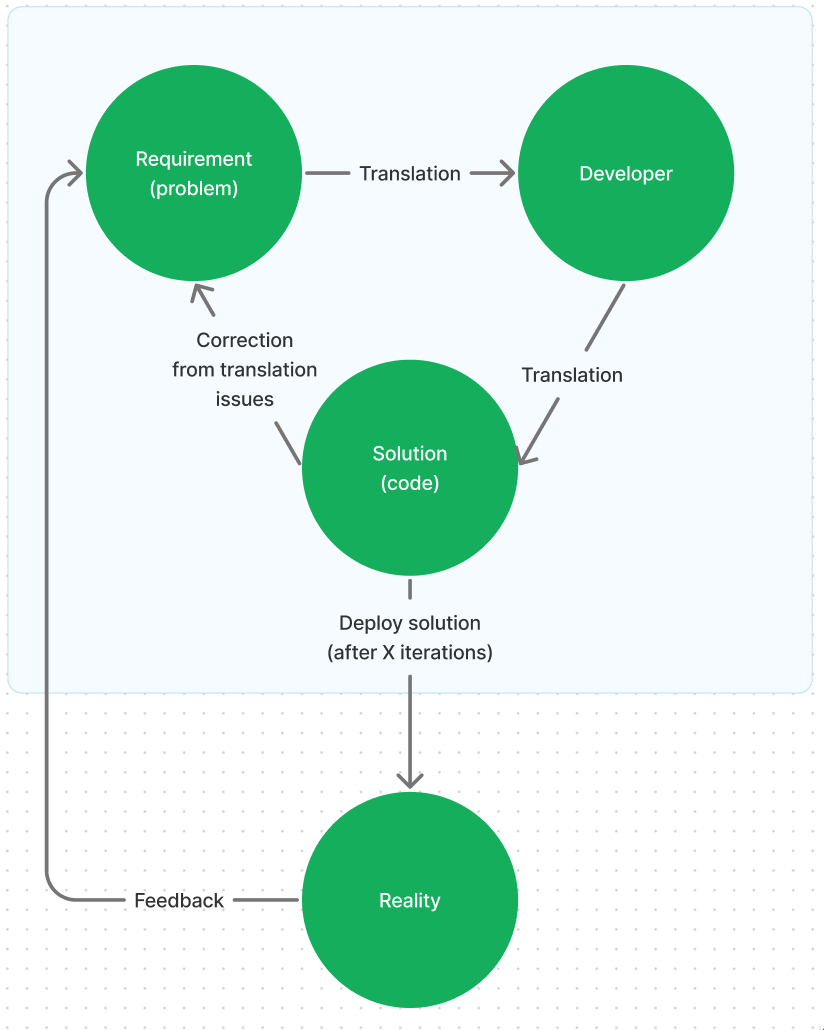 Requirement
(problem)
Translation
Developer
Correction
from translation
issues
Translation
Solution
(code)
Deploy solution
(after X iterations)
Feedback
Reality